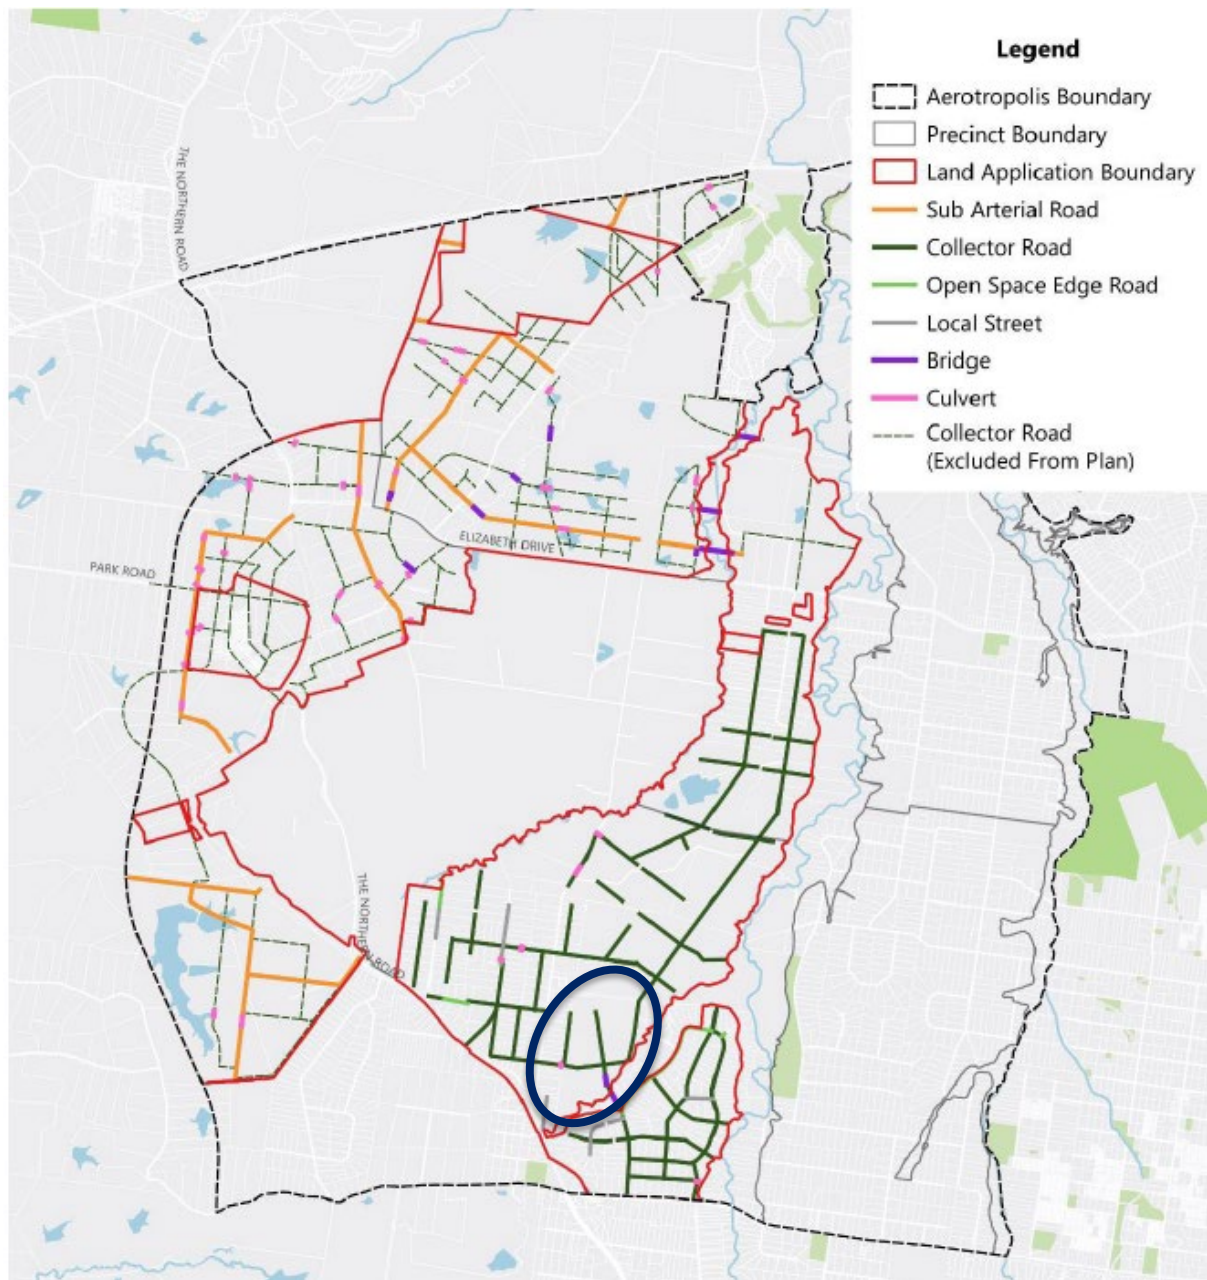 Legend
Aerotropolis Boundary
Precinct Boundary
Land Application Boundary
Sub Arterial Road
Collector Road
Open Space Edge Road
Local Street
Bridge
Culvert
Collector Road
(Excluded From Plan)
THE NORTHERN ROAD
ELIZABETH DRIVE
PARK ROAD
THE NORTHERN ROAD